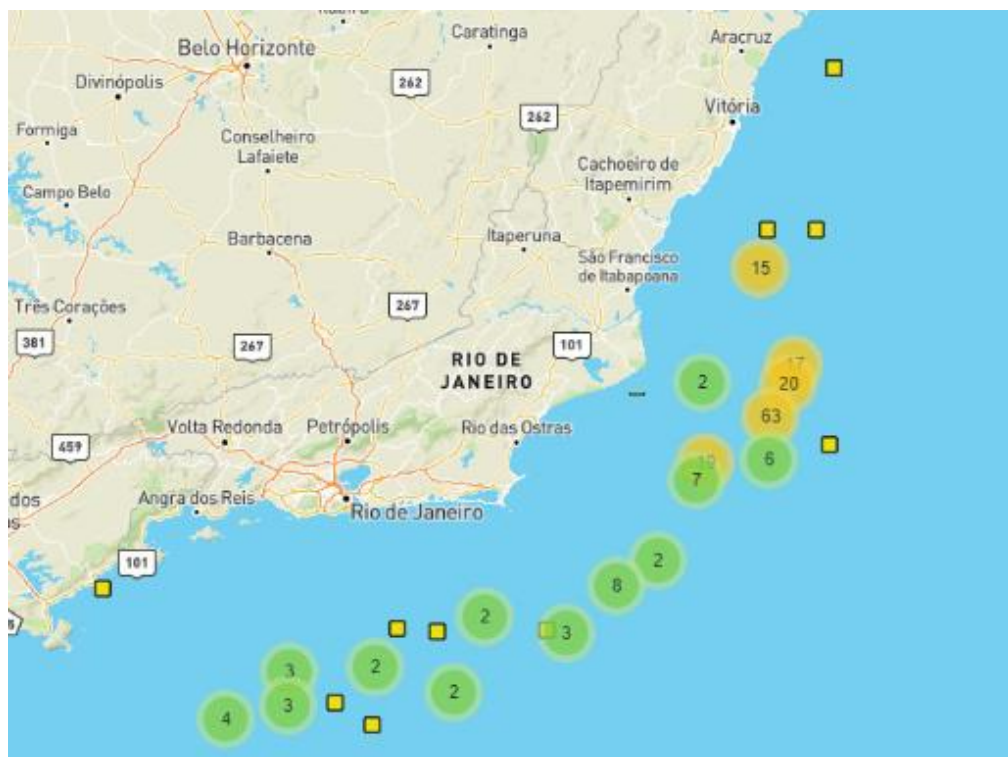 Belo Horizonte
Caratinga
Aracruz
Divinópolis
262
Vitória
262
Formiga
Conselheiro
Lafaiete
Cachoeiro de
Itapemirim
Campo Belo
Barbacena
Itaperuna
São Francisco
de Itabapoana
15
Três Corações
267
381
267
101
RIO DE
JANEIRO
17
2
20
63
Volta Redonda
Petrópolis
Rio das Ostras
459
6
7
Angra dos Reis
Rio de Janeiro
dos
101
2
8
2
3
3
2
2
3
4